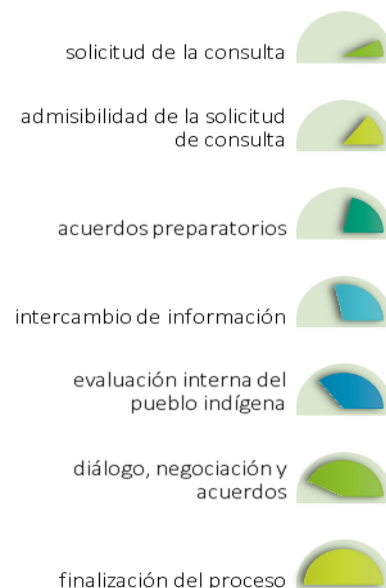 solicitud de la consulta
admisibilidad de la solicitud
de consulta
acuerdos preparatorios
intercambio de información
evaluación interna del
pueblo indígena
diálogo, negociación y
acuerdos
finalización del proceso